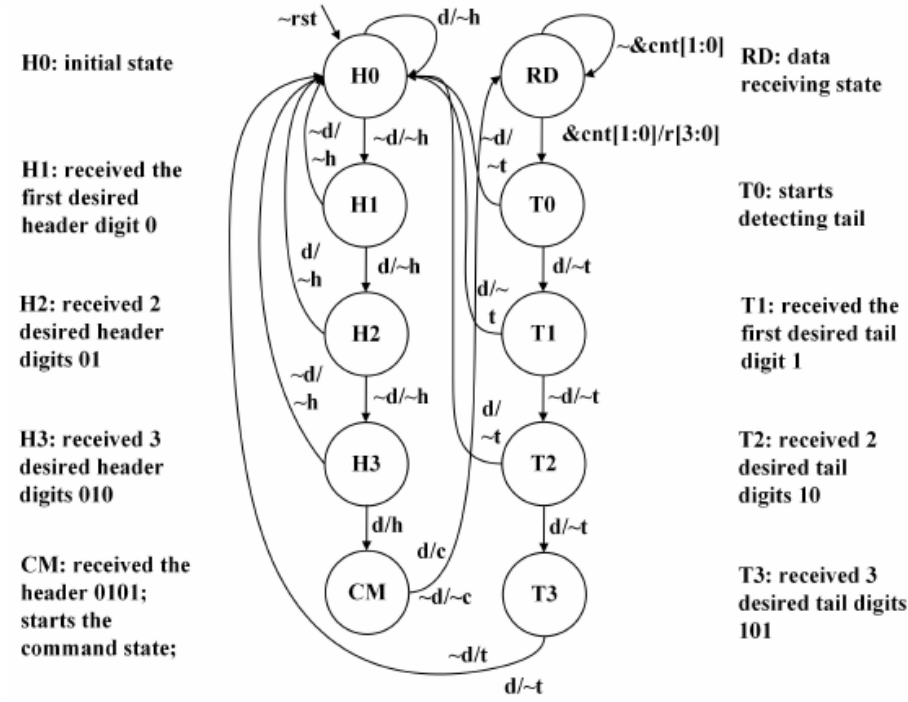 ~rst
d/~h
H0: initial state
H0
RD
~&cnt[1:0]
RD: data
receiving state
~d/
~h
~d/~h
~d/
~t
&cnt[1:0]/r[3:0]
H1: received the
first desired
header digit 0
H1
T0
T0: starts
detecting tail
d/
~h
d/~h
d/~t
H2: received 2
desired header
digits 01
H2
d/~
t
T1
T1: received the
first desired tail
digit 1
~d/
~h
~d/~h
d/
~t
~d/~t
H3: received 3
desired header
digits 010
H3
T2
T2: received 2
desired tail
digits 10
d/h
d/~t
CM: received the
header 0101;
starts the
command state;
CM
d/c
~d/~c
T3
T3: received 3
desired tail digits
101
~d/t
d/~t